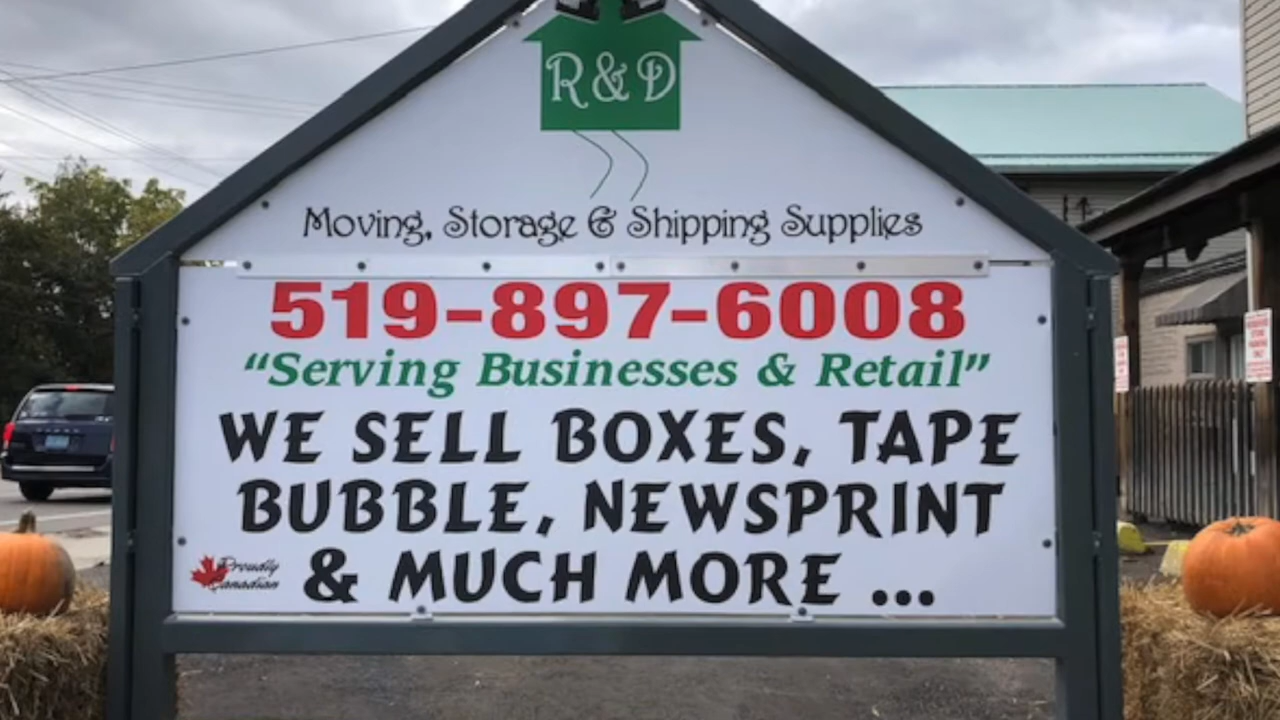 R&D
Moving, Storage & Shipping Supplies
519-897-6008
"Serving Businesses & Retail"
WE SELL BOXES, TAPE
BUBBLE, NEWSPRINT
& MUCH MORE ...
Proudly
Canadian